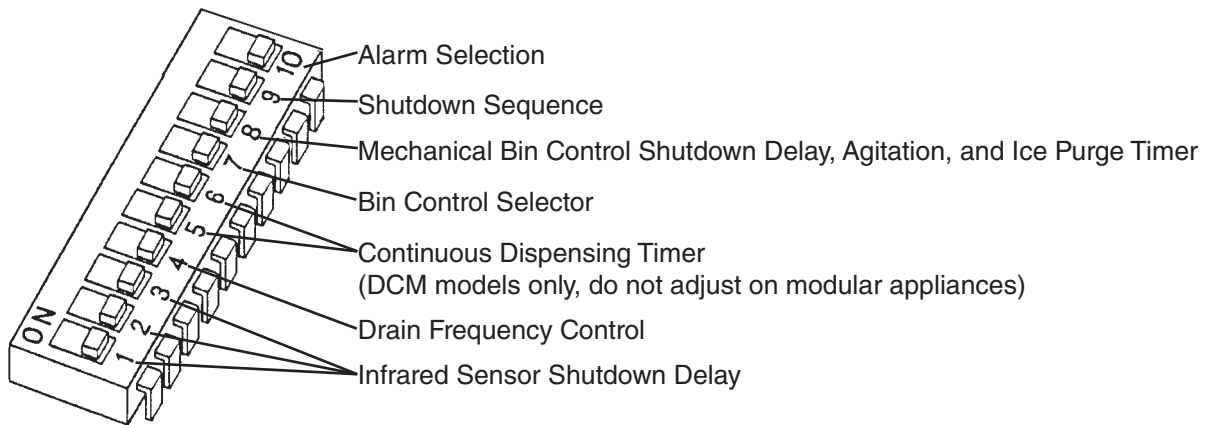 10
Alarm Selection
9
Shutdown Sequence
8
Mechanical Bin Control Shutdown Delay, Agitation, and Ice Purge Timer
7
Bin Control Selector
6
5
Continuous Dispensing Timer
(DCM models only, do not adjust on modular appliances)
4
Drain Frequency Control
3
2
1
Infrared Sensor Shutdown Delay
ON